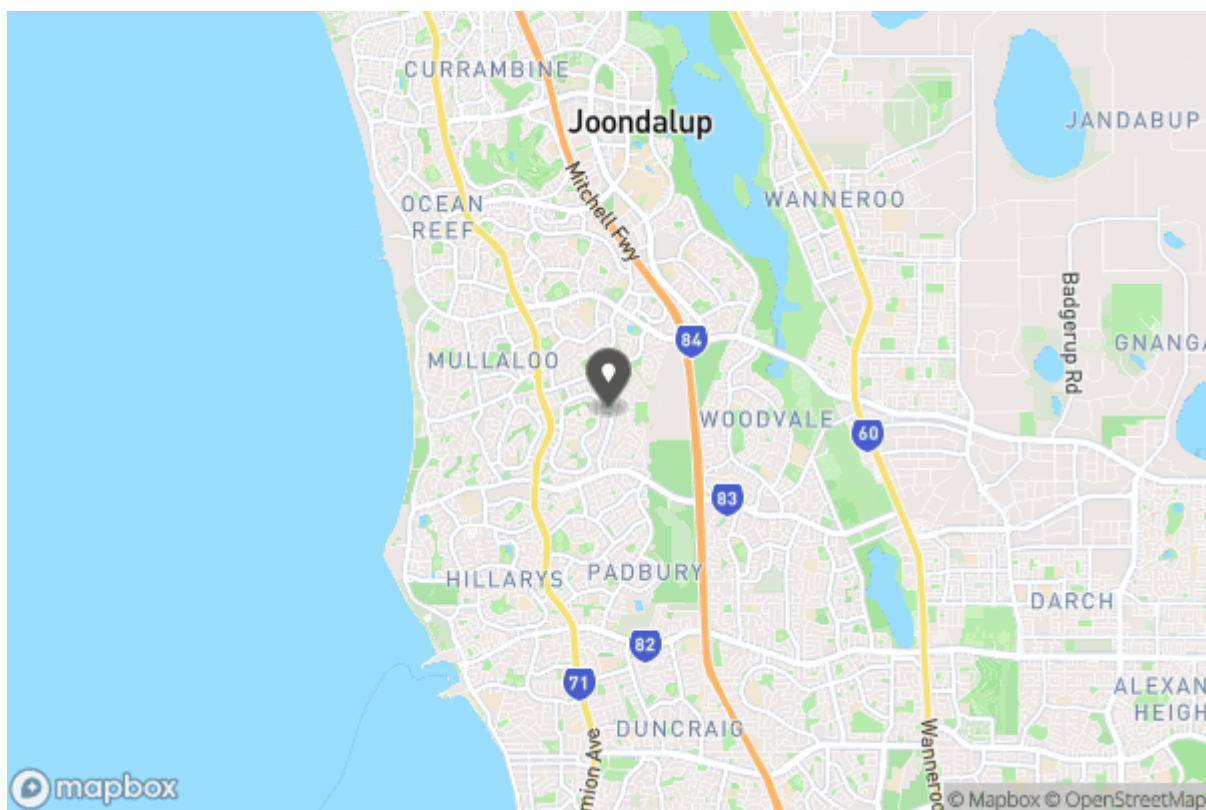 CURRAMBINE
Joondalup
JANDABUP
Mitchell Fwy
WANNEROO
OCEAN
REEF
Badgerup Rd
84
GNANGA
MULLALOO
WOODVALE
60
83
PADBURY
HILLARYS
DARCH
82
71
ALEXAN
HEIGH
DUNCRAIG
Wanneroo
mion Ave
mapbox
© Mapbox © OpenStreetMap